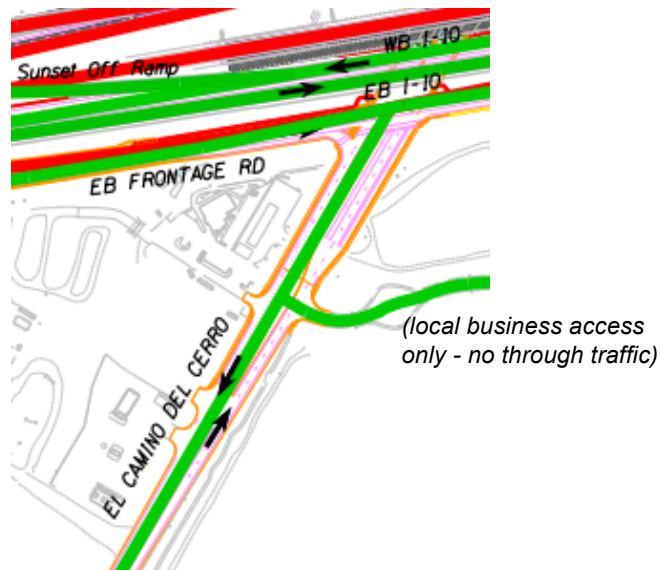 WB I-10
Sunset Off Ramp
EB I-10
EB FRONTAGE RD
(local business access
only - no through traffic)
EL CAMINO DEL CERRO